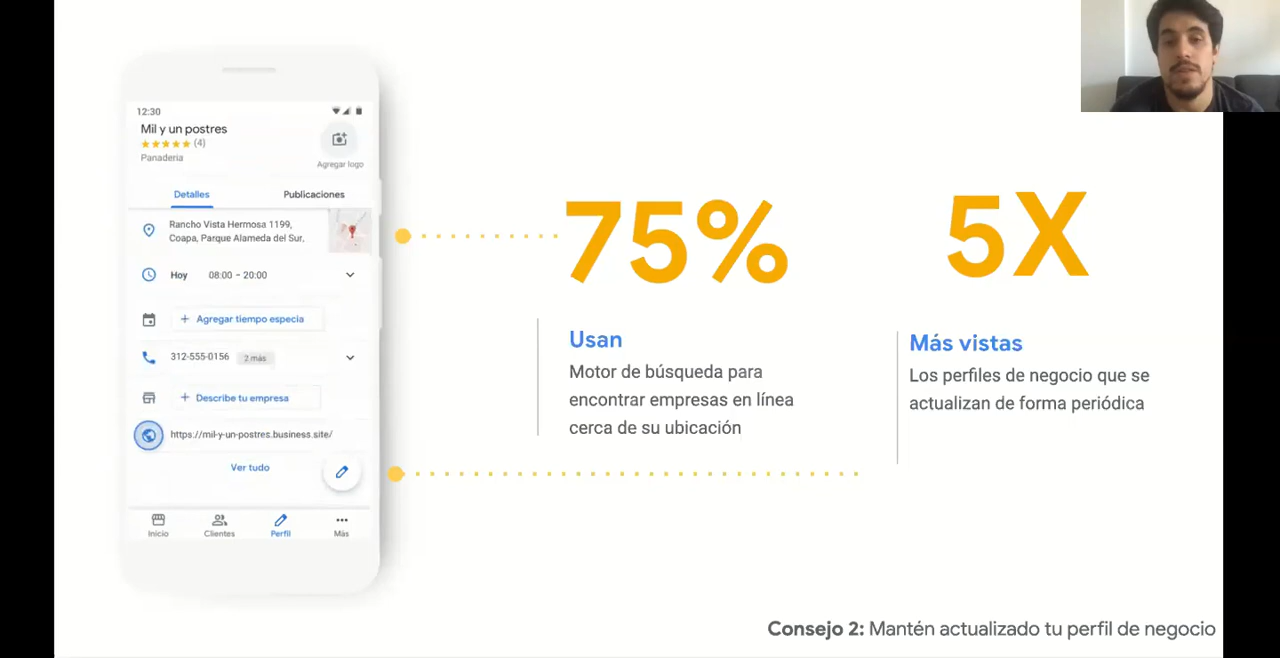 12:30
Mil y un postres
(4)
Panadería
Agregar logo
Detalles
Publicaciones
Rancho Vista Hermosa 1199,
Coapa, Parque Alameda del Sur,
Hoy 08:00 – 20:00
+ Agregar tiempo especia
312-555-0156 2 más
+ Describe tu empresa
https://mil-y-un-postres.business.site/
Ver tudo
Inicio
Clientes
Perfil
Más
75%
Usan
Motor de búsqueda para
encontrar empresas en línea
cerca de su ubicación
5X
Más vistas
Los perfiles de negocio que se
actualizan de forma periódica
Consejo 2: Mantén actualizado tu perfil de negocio